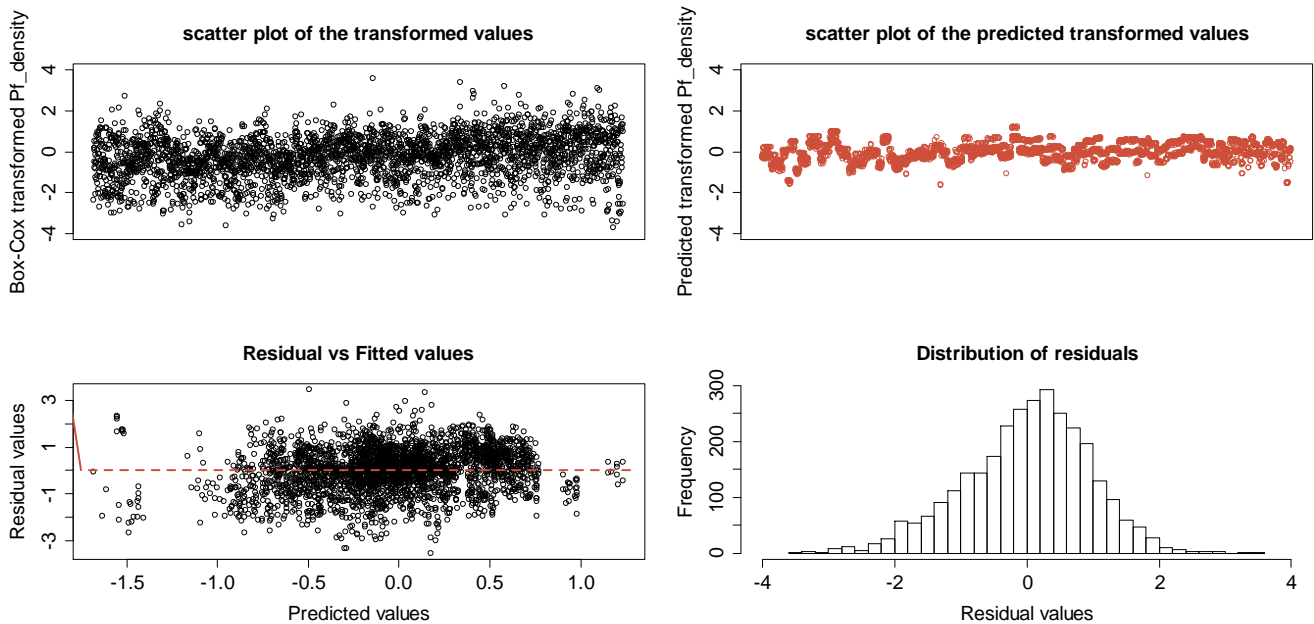 scatter plot of the transformed values
Box-Cox transformed Pf_density
4
2
0
-2
-4
scatter plot of the predicted transformed values
Predicted transformed Pf_density
4
2
0
-2
-4
Residual vs Fitted values
Residual values
3
1
-1
-3
-1.5 -1.0 -0.5 0.0 0.5 1.0
Predicted values
Distribution of residuals
Frequency
300
200
100
0
-4 -2 0 2 4
Residual values